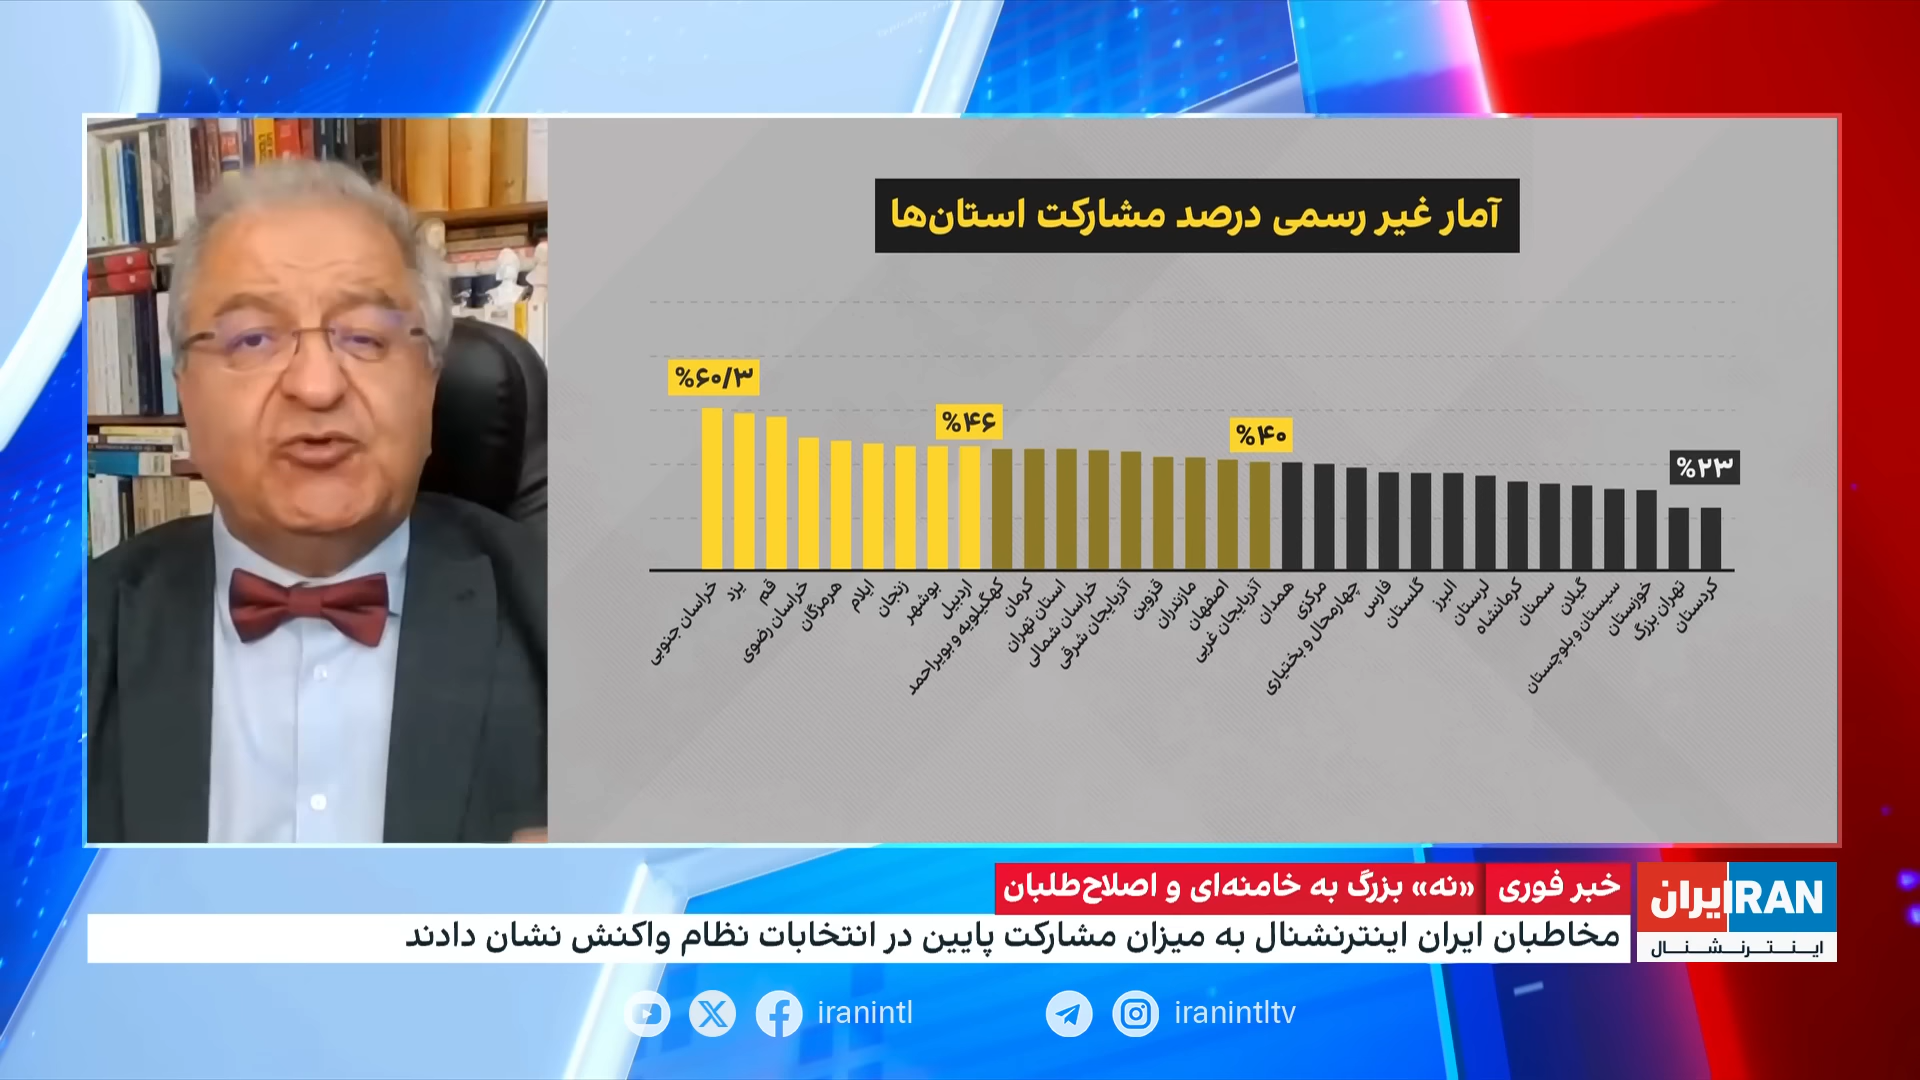 آمار غیر رسمی درصد مشارکت استان‌ها
%۶۰/۳
%۴۶
%۴۰
%۲۳
خراسان جنوبی
یزد
قم
خراسان رضوی
هرمزگان
ایلام
زنجان
بوشهر
اردبیل
کهگیلویه و بویراحمد
کرمان
استان تهران
خراسان شمالی
آذربایجان شرقی
قزوین
مازندران
اصفهان
آذربایجان غربی
همدان
مرکزی
چهارمحال و بختیاری
فارس
گلستان
البرز
لرستان
کرمانشاه
سمنان
گیلان
سیستان و بلوچستان
خوزستان
تهران بزرگ
کردستان
خبر فوری «نه» بزرگ به خامنه‌ای و اصلاح‌طلبان
مخاطبان ایران اینترنشنال به میزان مشارکت پایین در انتخابات نظام واکنش نشان دادند
ایران IRAN
اینترنشنال
iranintl
iranintltv